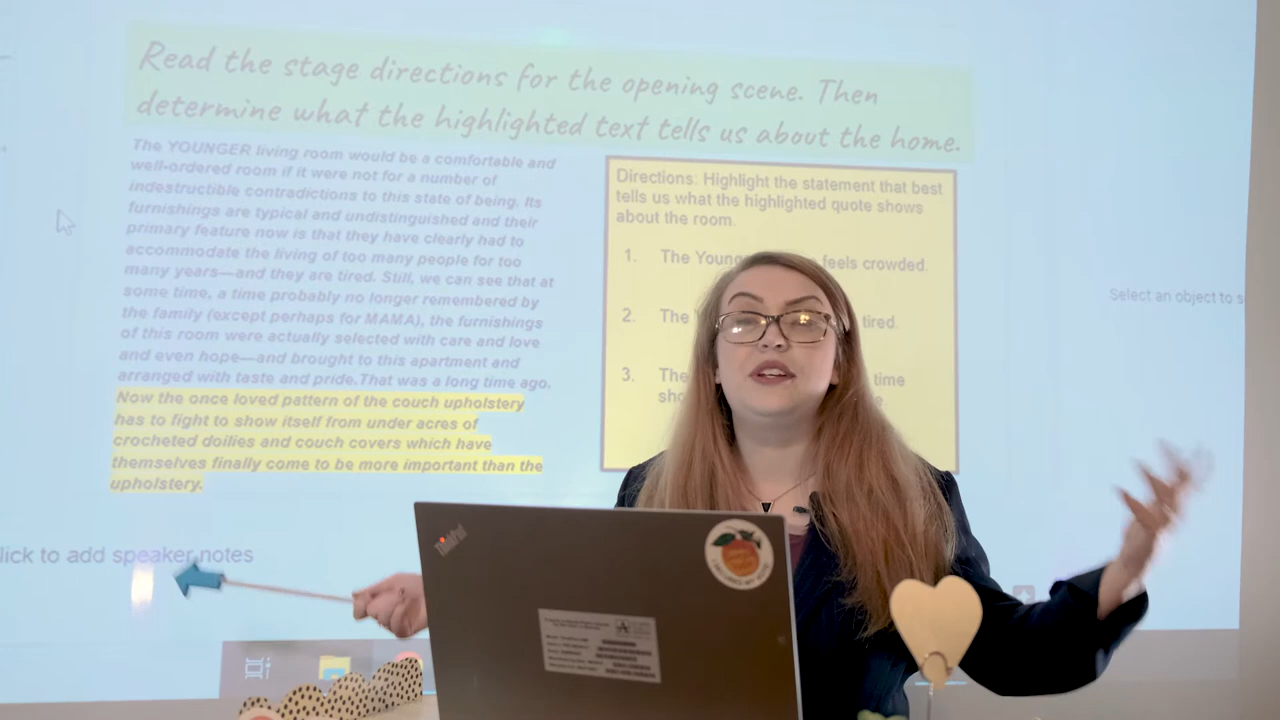 Read the stage directions for the opening scene. Then
determine what the highlighted text tells us about the home.
The YOUNGER living room would be a comfortable and
well-ordered room if it were not for a number of
indestructible contradictions to this state of being. Its
furnishings are typical and undistinguished and their
primary feature now is that they have clearly had to
accommodate the living of too many people for too
many years—and they are tired. Still, we can see that at
some time, a time probably no longer remembered by
the family (except perhaps for MAMA), the furnishings
of this room were actually selected with care and love
and even hope—and brought to this apartment and
arranged with taste and pride.That was a long time ago.
Now the once loved pattern of the couch upholstery
has to fight to show itself from under acres of
crocheted doilies and couch covers which have
themselves finally come to be more important than the
upholstery.
Directions: Highlight the statement that best
tells us what the highlighted quote shows
about the room.
1. The Young feels crowded.
2. The tired.
3. The time
Select an object to s
lick to add speaker notes
ThinkPad